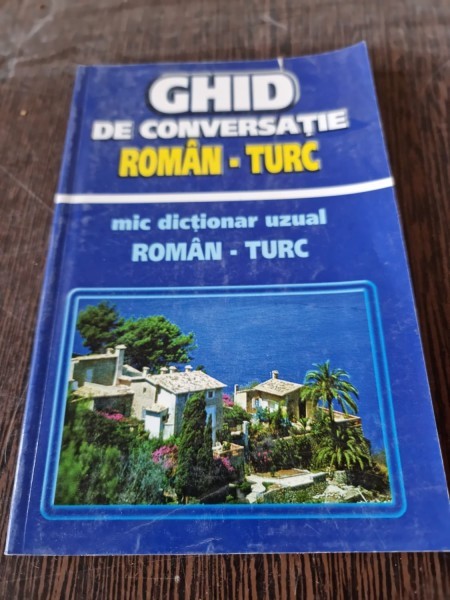 GHID
DE CONVERSAȚIE
ROMÂN - TURC
mic dicționar uzual
ROMÂN - TURC